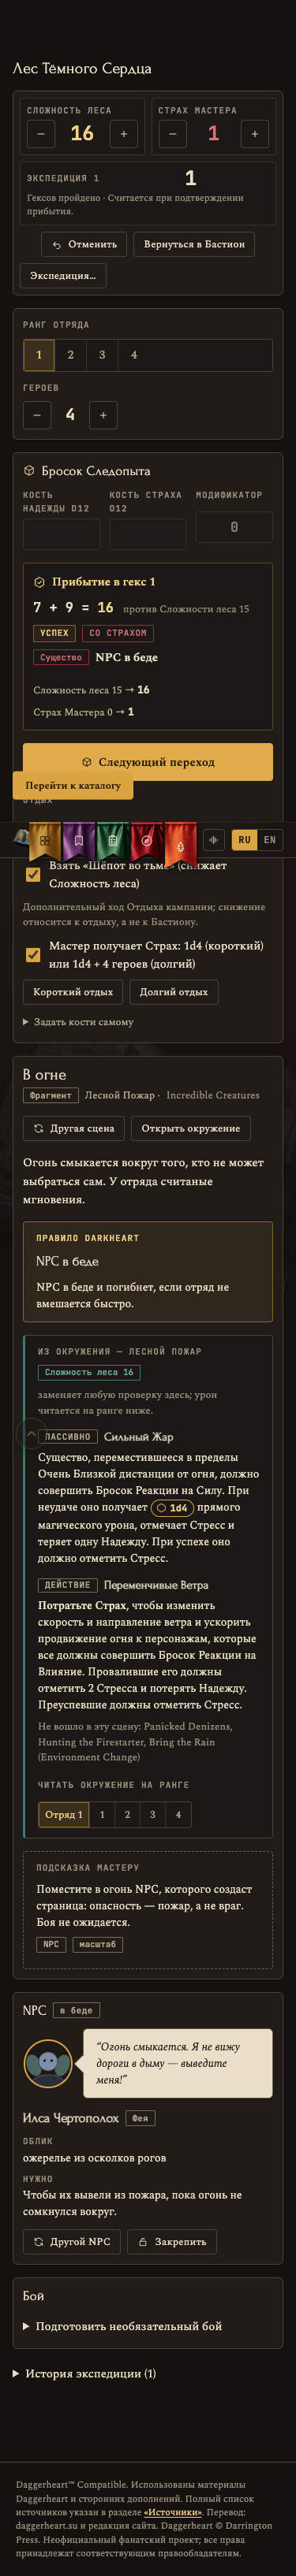 Лес Тёмного Сердца
СЛОЖНОСТЬ ЛЕСА
− 16 +
СТРАХ МАСТЕРА
− 1 +
ЭКСПЕДИЦИЯ 1
1
Гексов пройдено · Считается при подтверждении
прибытия.
Отменить
Вернуться в Бастион
Экспедиция…
РАНГ ОТРЯДА
1 2 3 4
ГЕРОЕВ
− 4 +
Бросок Следопыта
КОСТЬ
НАДЕЖДЫ D12
КОСТЬ СТРАХА
D12
МОДИФИКАТОР
0
Прибытие в гекс 1
7 + 9 = 16 против Сложности леса 15
УСПЕХ
СО СТРАХОМ
Существо NPC в беде
Сложность леса 15 → 16
Страх Мастера 0 → 1
Следующий переход
Перейти к каталогу
ОТДЫХ
RU EN
Взять «Шёпот во тьме» (снижает
Сложность леса)
Дополнительный ход Отдыха кампании; снижение
относится к отдыху, а не к Бастиону.
Мастер получает Страх: 1d4 (короткий)
или 1d4 + 4 героев (долгий)
Короткий отдых
Долгий отдых
Задать кости самому
В огне
Фрагмент Лесной Пожар · Incredible Creatures
Другая сцена
Открыть окружение
Огонь смыкается вокруг того, кто не может
выбраться сам. У отряда считаные
мгновения.
ПРАВИЛО DARKHEART
NPC в беде
NPC в беде и погибнет, если отряд не
вмешается быстро.
ИЗ ОКРУЖЕНИЯ — ЛЕСНОЙ ПОЖАР
Сложность леса 16
заменяет любую проверку здесь; урон
читается на ранге ниже.
ПАССИВНО Сильный Жар
Существо, переместившееся в пределы
Очень Близкой дистанции от огня, должно
совершить Бросок Реакции на Силу. При
неудаче оно получает 1d4 прямого
магического урона, отмечает Стресс и
теряет одну Надежду. При успехе оно
должно отметить Стресс.
ДЕЙСТВИЕ Переменчивые Ветра
Потратьте Страх, чтобы изменить
скорость и направление ветра и ускорить
продвижение огня к персонажам, которые
все должны совершить Бросок Реакции на
Влияние. Провалившие его должны
отметить 2 Стресса и потерять Надежду.
Преуспевшие должны отметить Стресс.
Не вошло в эту сцену: Panicked Denizens,
Hunting the Firestarter, Bring the Rain
(Environment Change)
ЧИТАТЬ ОКРУЖЕНИЕ НА РАНГЕ
Отряд 1 1 2 3 4
ПОДСКАЗКА МАСТЕРУ
Поместите в огонь NPC, которого создаст
страница: опасность — пожар, а не враг.
Боя не ожидается.
NPC масштаб
NPC в беде
“Огонь смыкается. Я не вижу
дороги в дыму — выведите
меня!”
Илса Чертополох Фея
ОБЛИК
ожерелье из осколков рогов
НУЖНО
Чтобы их вывели из пожара, пока огонь не
сомкнулся вокруг.
Другой NPC
Закрепить
Бой
Подготовить необязательный бой
История экспедиции (1)
Daggerheart™ Compatible. Использованы материалы
Daggerheart и сторонних дополнений. Полный список
источников указан в разделе «Источники». Перевод:
daggerheart.su и редакция сайта. Daggerheart © Darrington
Press. Неофициальный фанатский проект; все права
принадлежат соответствующим правообладателям.